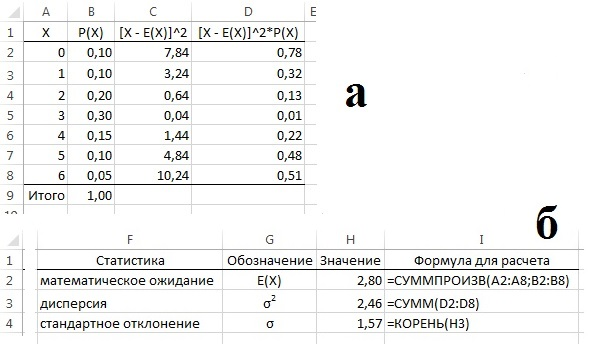 A B C D E
1 X P(X) [X - E(X)]^2 [X - E(X)]^2*P(X)
2 0 0,10 7,84 0,78
3 1 0,10 3,24 0,32
4 2 0,20 0,64 0,13
5 3 0,30 0,04 0,01
6 4 0,15 1,44 0,22
7 5 0,10 4,84 0,48
8 6 0,05 10,24 0,51
9 Итого 1,00
а
б
F G H I
1 Статистика Обозначение Значение Формула для расчета
2 математическое ожидание E(X) 2,80 =СУММПРОИЗВ(A2:A8;B2:B8)
3 дисперсия σ² 2,46 =СУММ(D2:D8)
4 стандартное отклонение σ 1,57 =КОРЕНЬ(H3)